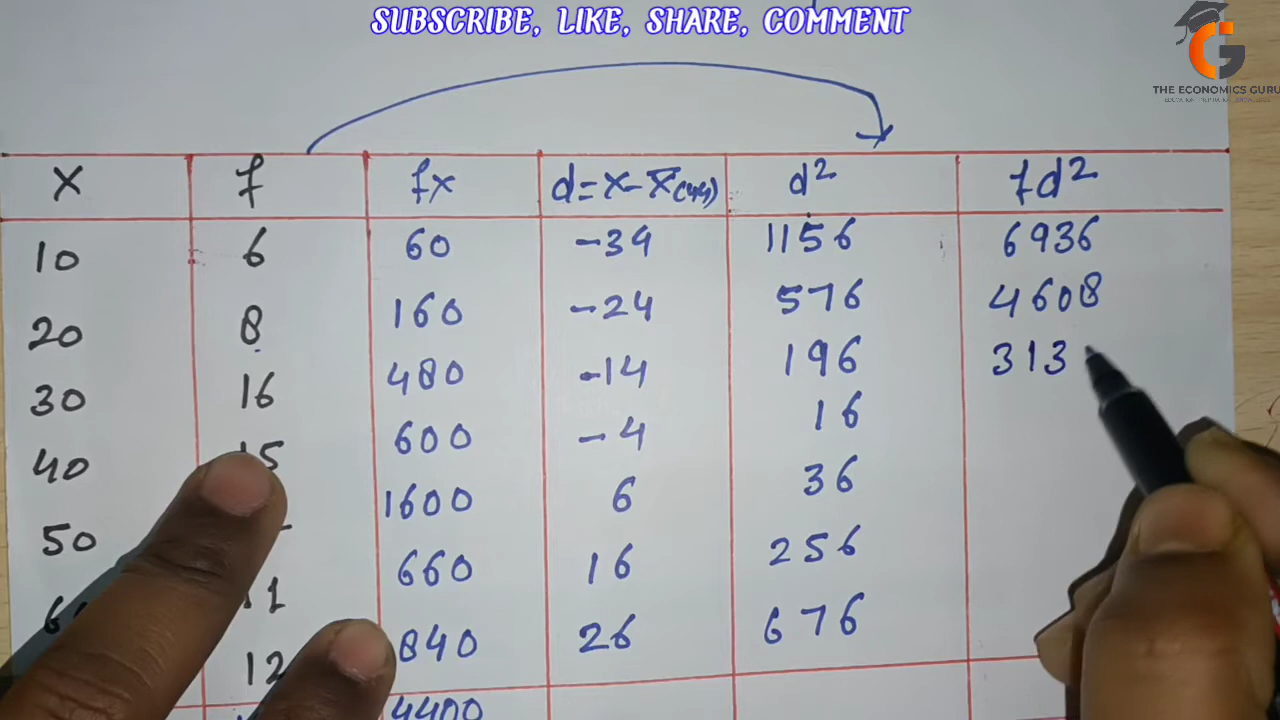 SUBSCRIBE, LIKE, SHARE, COMMENT
G
THE ECONOMICS GURU
X f fx d=x-x̄(44) d² fd²
10 6 60 -34 1156 6936
20 8 160 -24 576 4608
30 16 480 -14 196 313
40 15 600 -4 16
50 1600 6 36
660 16 256
12 840 26 676
4400